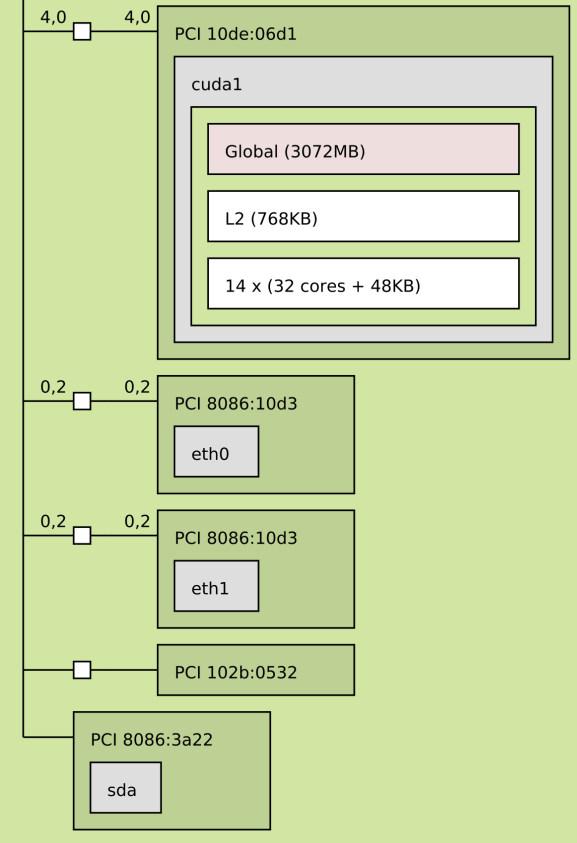 4,0 4,0
PCI 10de:06d1
cuda1
Global (3072MB)
L2 (768KB)
14 x (32 cores + 48KB)
0,2 0,2
PCI 8086:10d3
eth0
0,2 0,2
PCI 8086:10d3
eth1
PCI 102b:0532
PCI 8086:3a22
sda